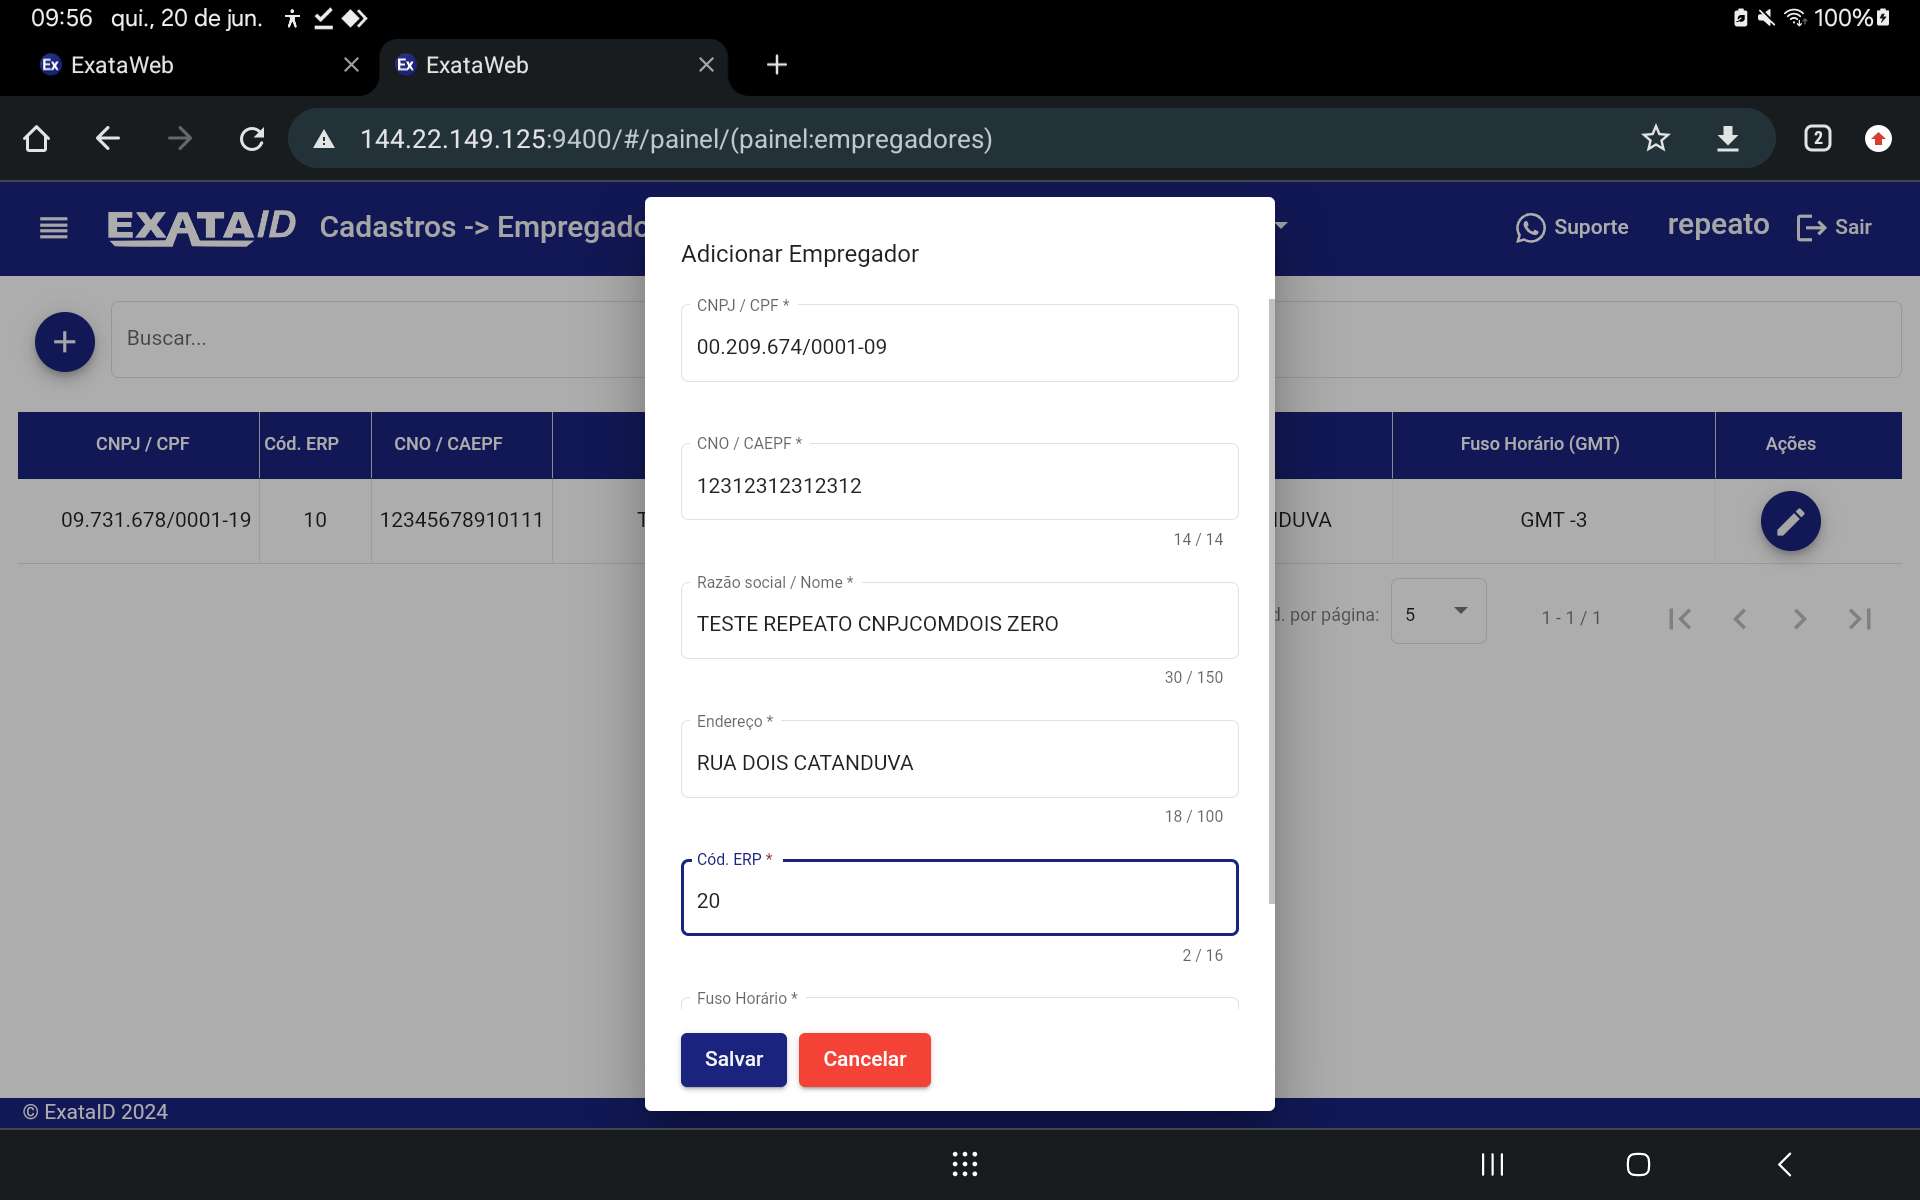 09:56 qui., 20 de jun. 100%
Ex ExataWeb Ex ExataWeb
144.22.149.125:9400/#/painel/(painel:empregadores) 2
EXATAID Cadastros -> Empregado Suporte repeato Sair
Buscar...
CNPJ / CPF Cód. ERP CNO / CAEPF Fuso Horário (GMT) Ações
09.731.678/0001-19 10 12345678910111 T DUVA GMT -3
d. por página: 5 1 - 1 / 1
Adicionar Empregador
CNPJ / CPF *
00.209.674/0001-09
CNO / CAEPF *
12312312312312
14 / 14
Razão social / Nome *
TESTE REPEATO CNPJCOMDOIS ZERO
30 / 150
Endereço *
RUA DOIS CATANDUVA
18 / 100
Cód. ERP *
20
2 / 16
Fuso Horário *
Salvar Cancelar
© ExataID 2024